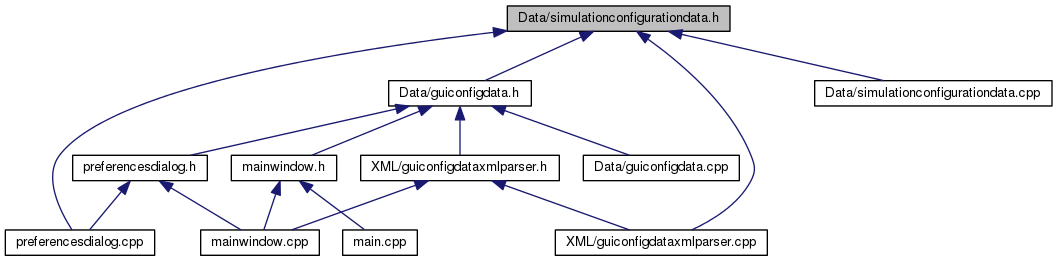 Data/simulationconfigurationdata.h
Data/guiconfigdata.h
Data/simulationconfigurationdata.cpp
preferencesdialog.h
mainwindow.h
XML/guiconfigdataxmlparser.h
Data/guiconfigdata.cpp
preferencesdialog.cpp
mainwindow.cpp
main.cpp
XML/guiconfigdataxmlparser.cpp